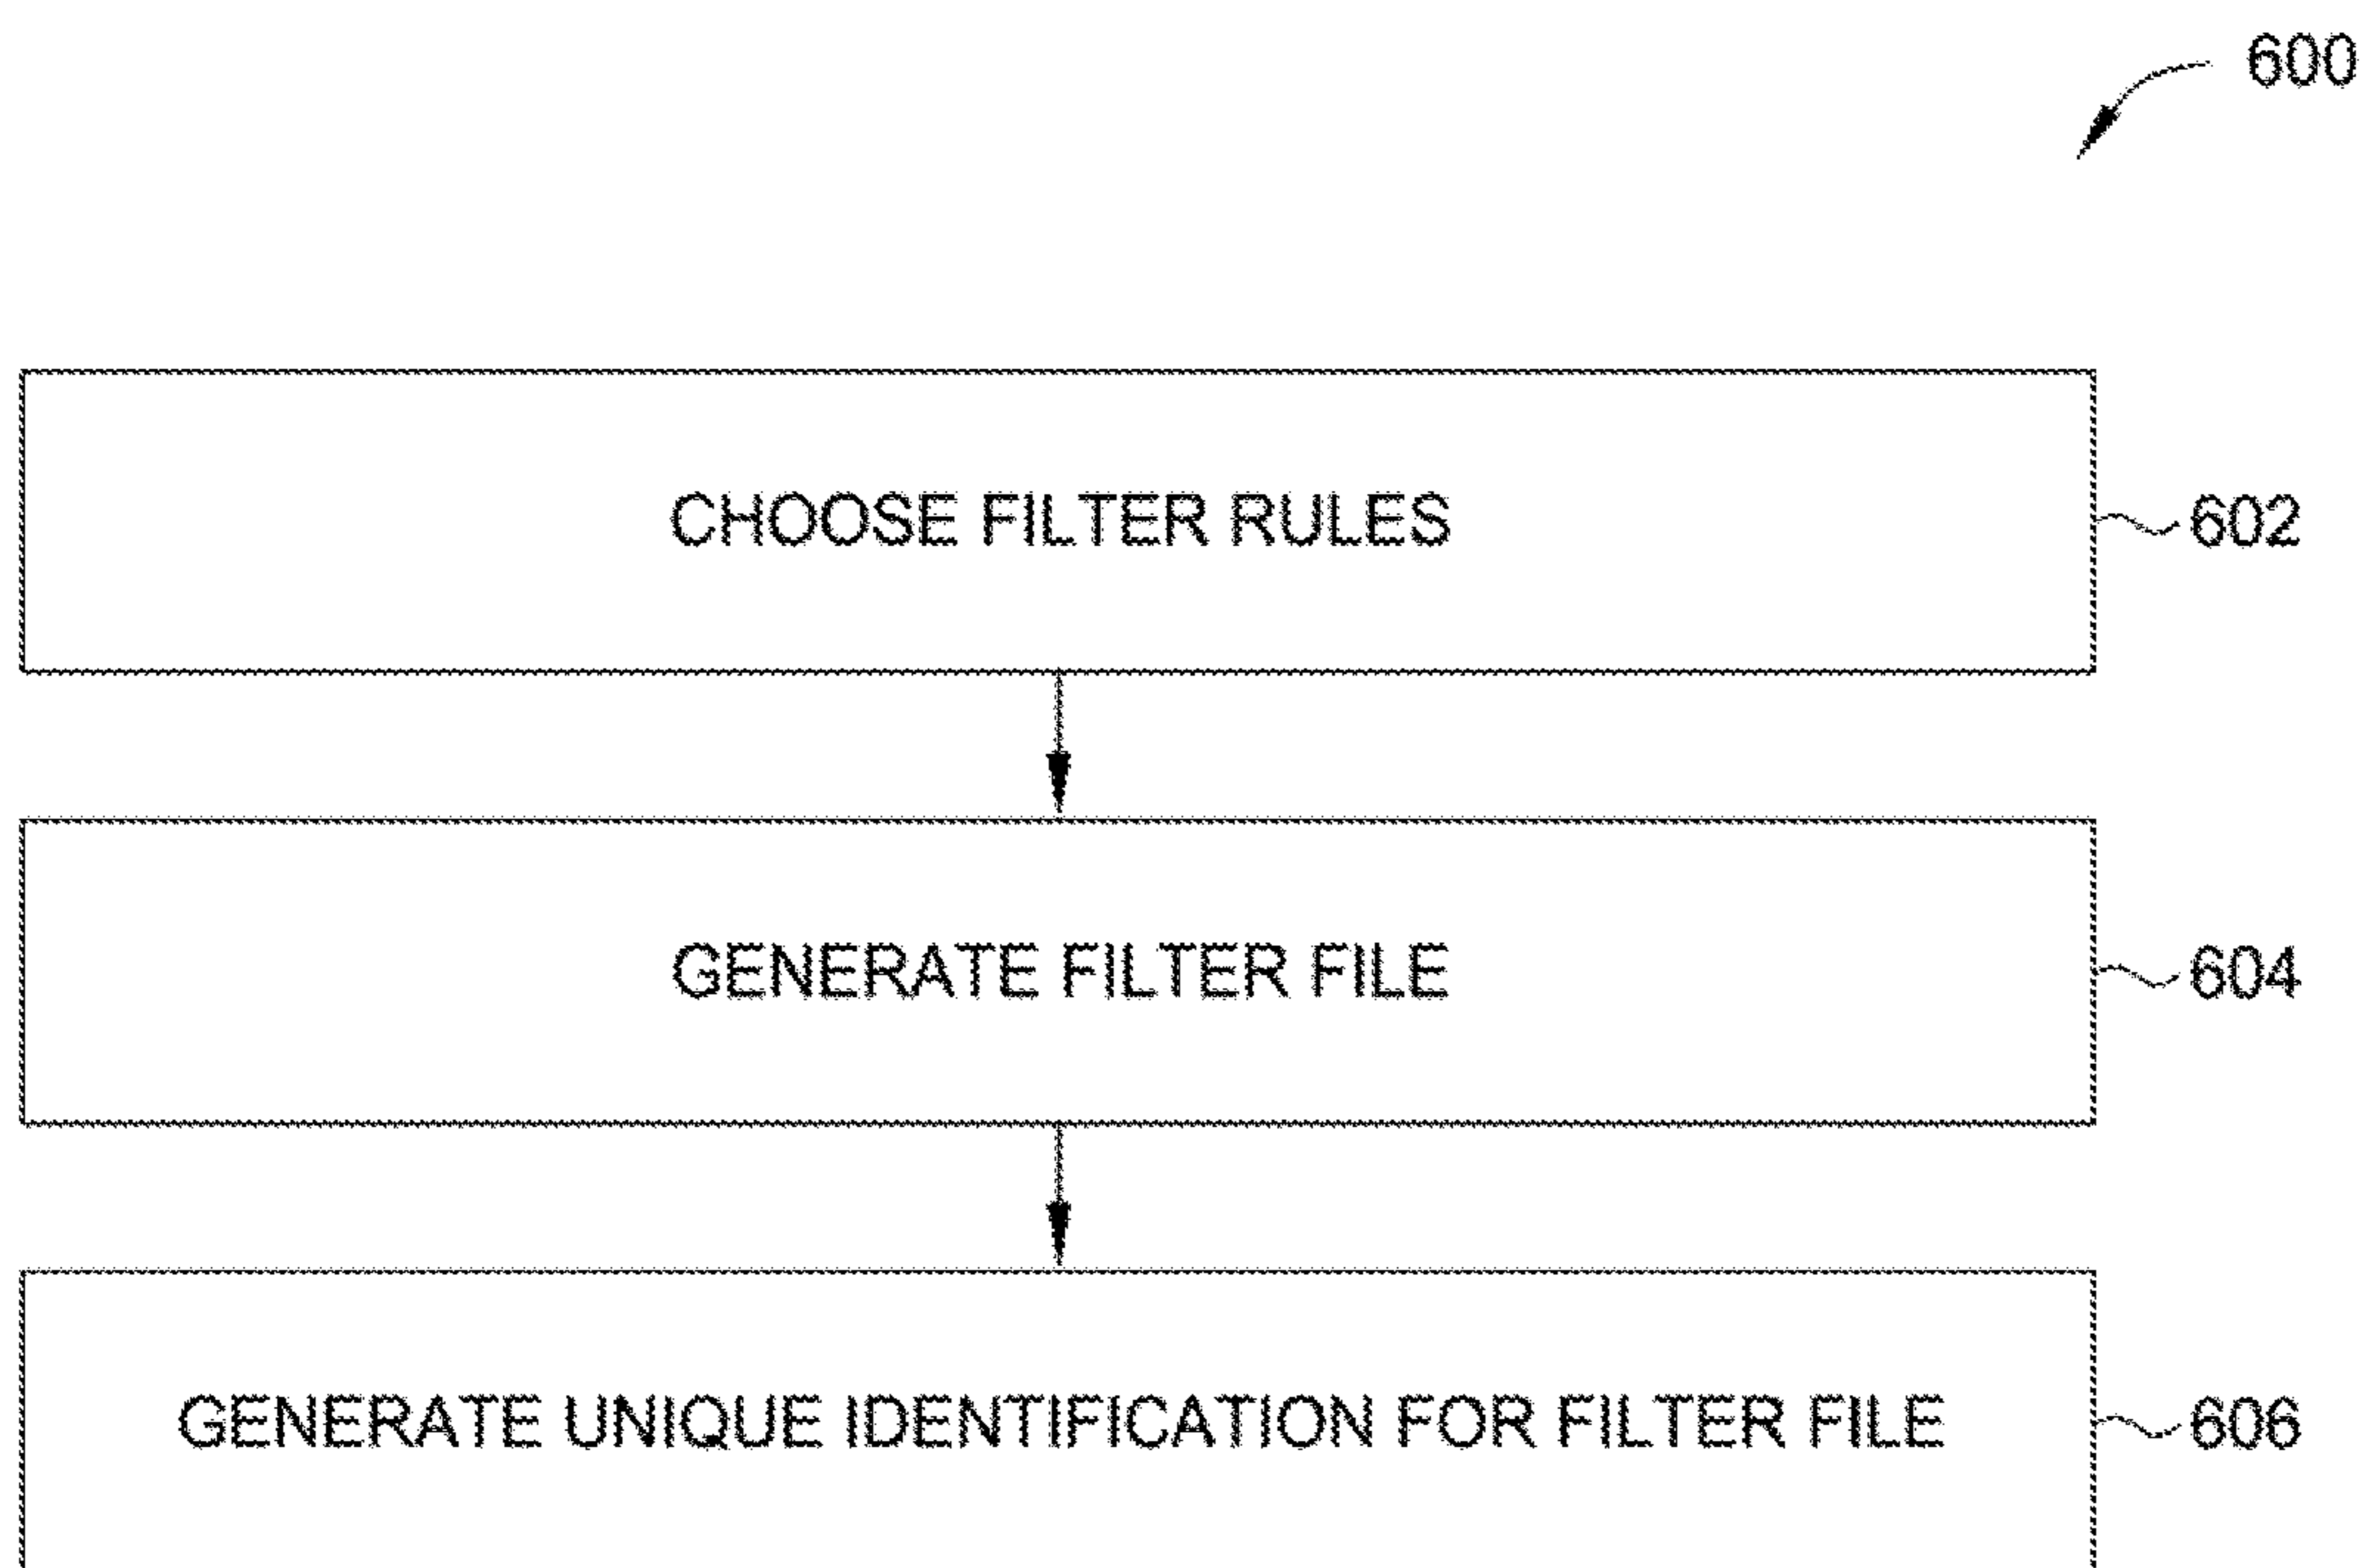 600
CHOOSE FILTER RULES
602
GENERATE FILTER FILE
604
GENERATE UNIQUE IDENTIFICATION FOR FILTER FILE
606